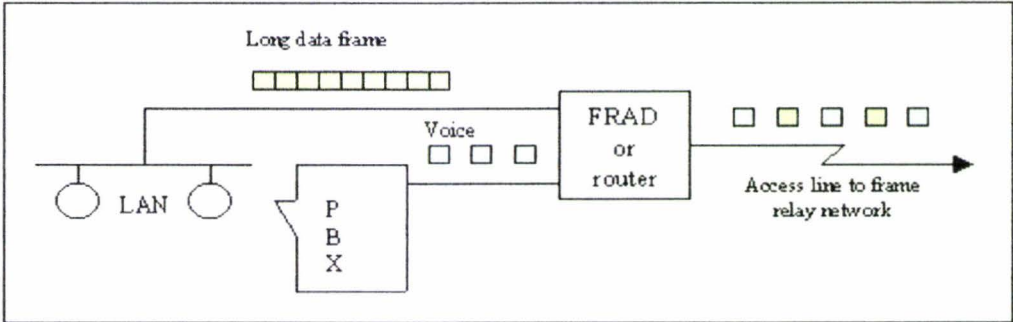 Long data frame
Voice
FRAD
or
router
LAN
P
B
X
Access line to frame
relay network